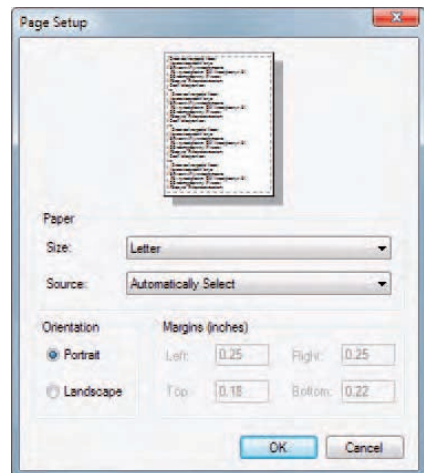 Page Setup
Paper
Size: Letter
Source: Automatically Select
Orientation Margins (inches)
Portrait Left: 0.25 Right: 0.25
Landscape Top: 0.18 Bottom: 0.22
OK Cancel